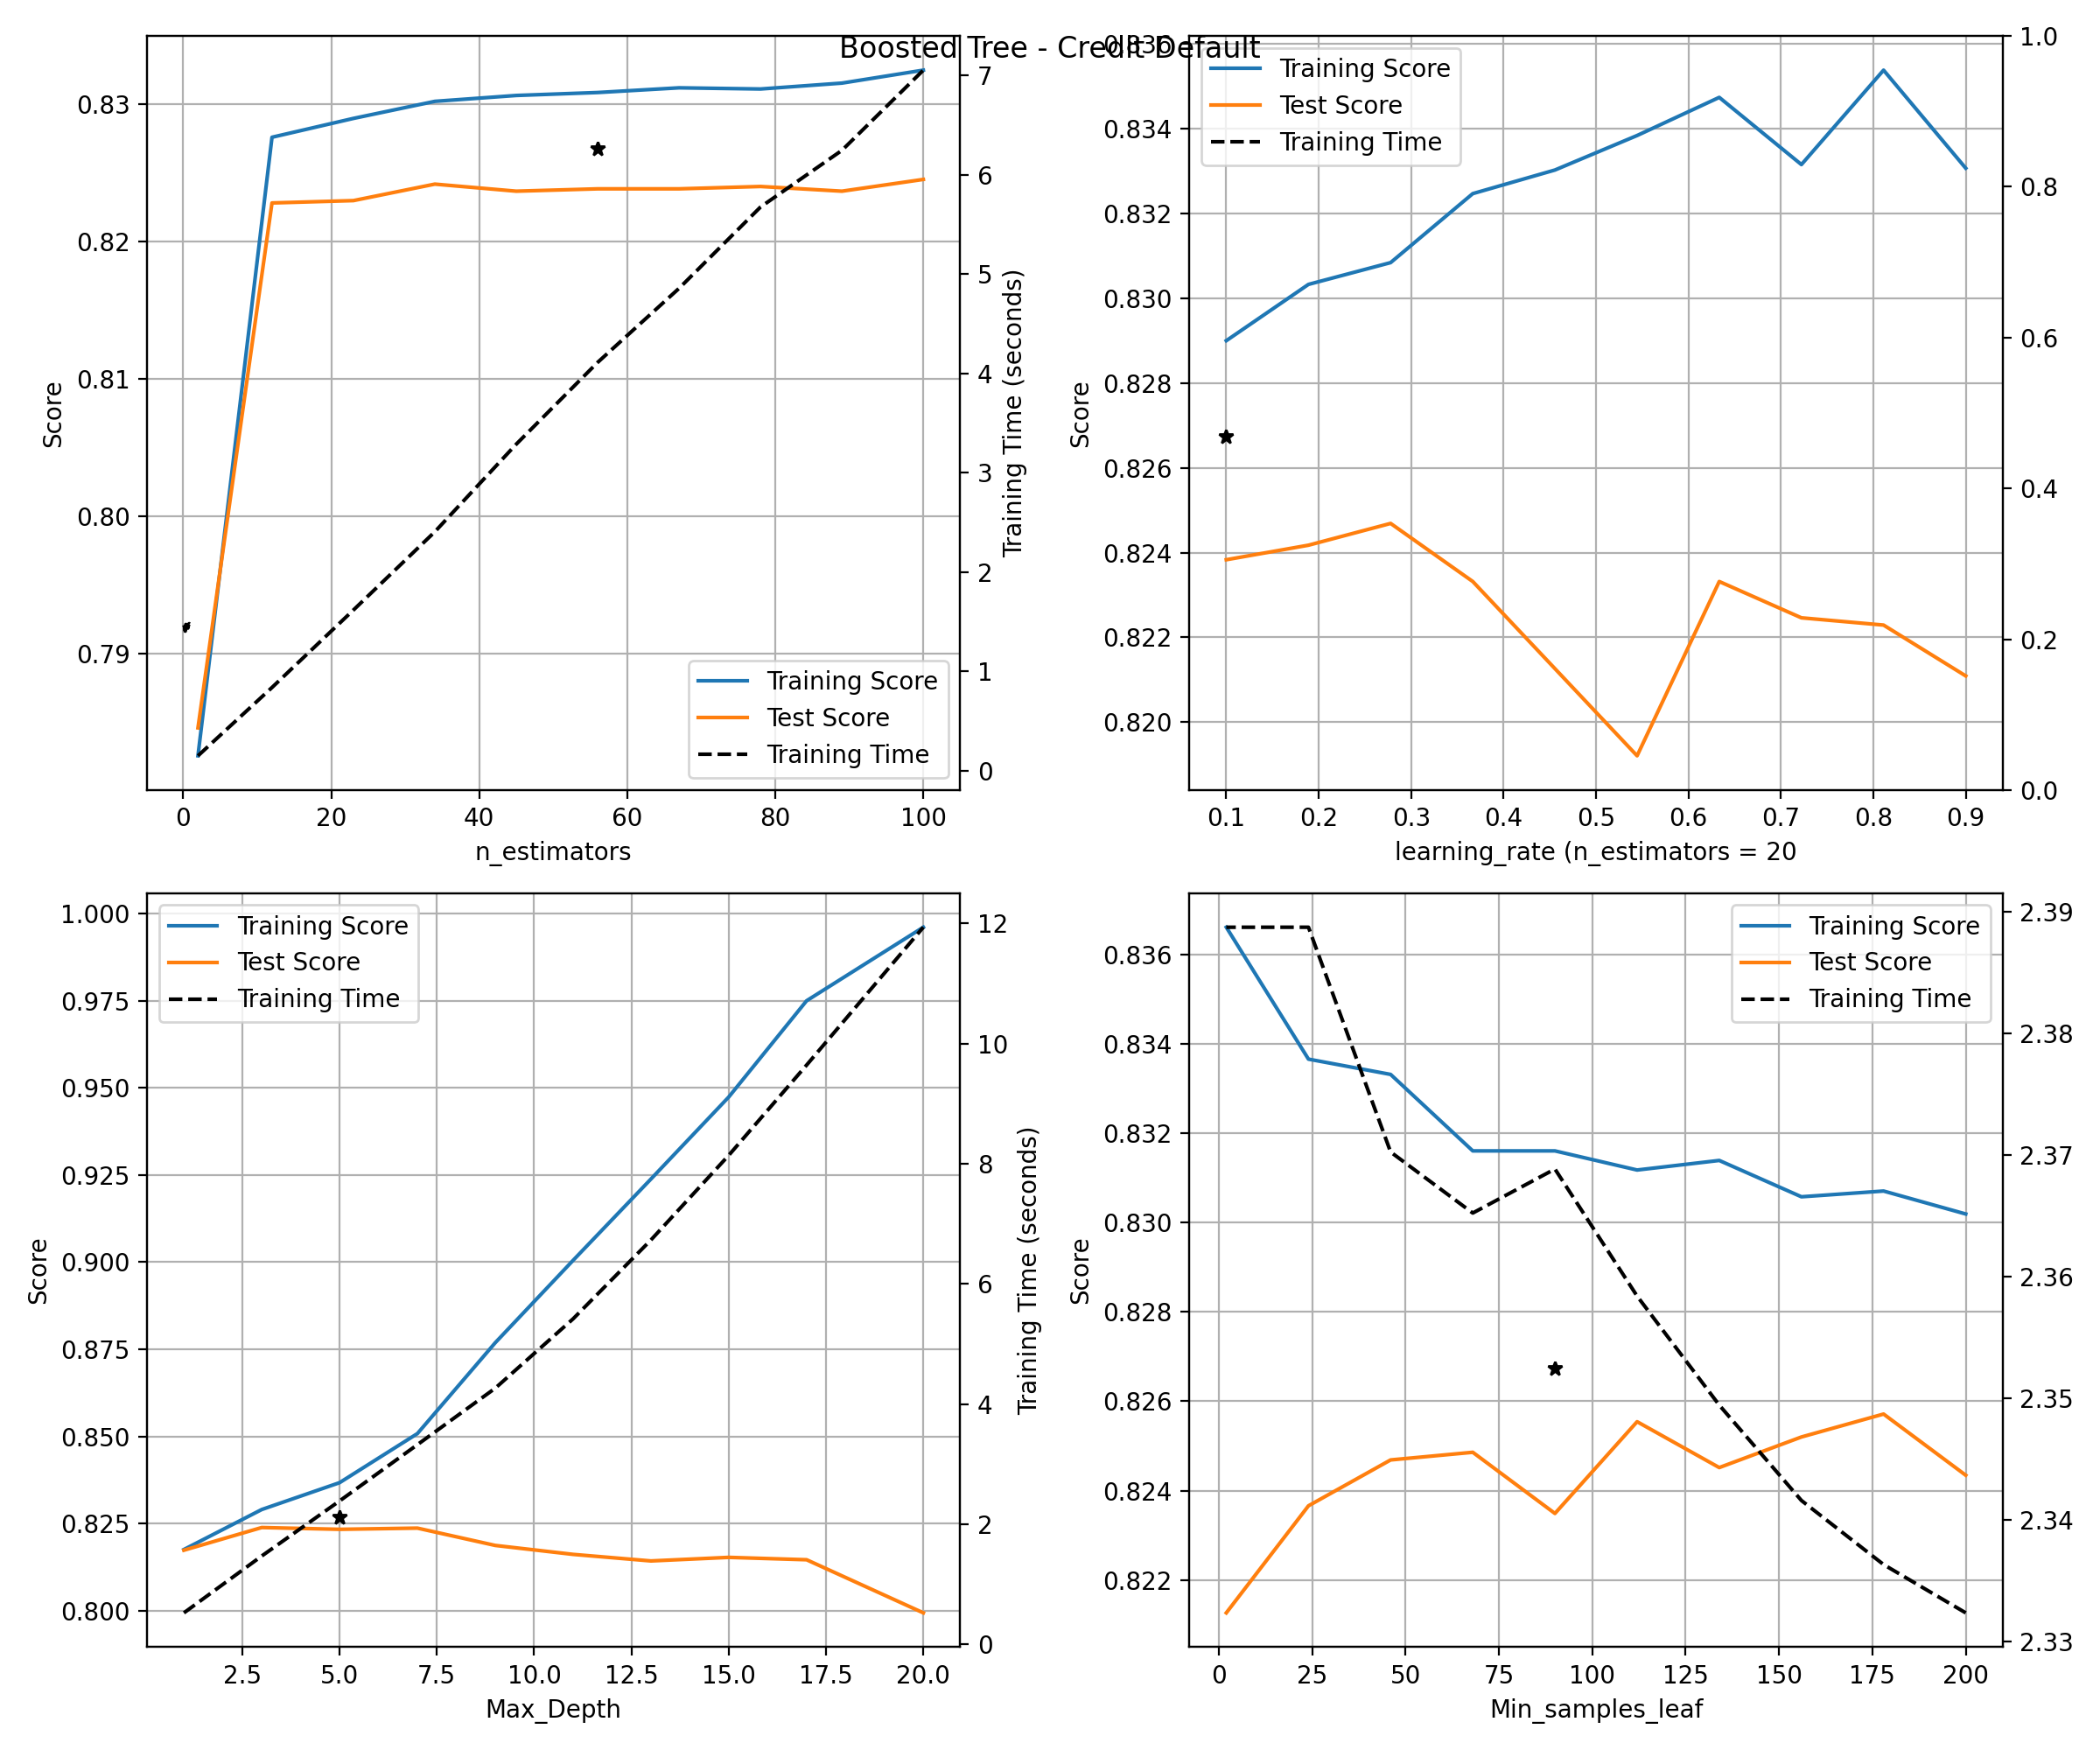 Boosted Tree - Credit Default
0.83
0.82
0.81
0.80
0.79
Score
7
6
5
4
3
2
1
0
Training Time (seconds)
Training Score
Test Score
Training Time
0 20 40 60 80 100
n_estimators
0.836
0.834
0.832
0.830
0.828
0.826
0.824
0.822
0.820
Score
Training Score
Test Score
Training Time
1.0
0.8
0.6
0.4
0.2
0.0
0.1 0.2 0.3 0.4 0.5 0.6 0.7 0.8 0.9
learning_rate (n_estimators = 20
1.000
0.975
0.950
0.925
0.900
0.875
0.850
0.825
0.800
Score
Training Score
Test Score
Training Time
12
10
8
6
4
2
0
Training Time (seconds)
2.5 5.0 7.5 10.0 12.5 15.0 17.5 20.0
Max_Depth
0.836
0.834
0.832
0.830
0.828
0.826
0.824
0.822
Score
Training Score
Test Score
Training Time
2.39
2.38
2.37
2.36
2.35
2.34
2.33
0 25 50 75 100 125 150 175 200
Min_samples_leaf